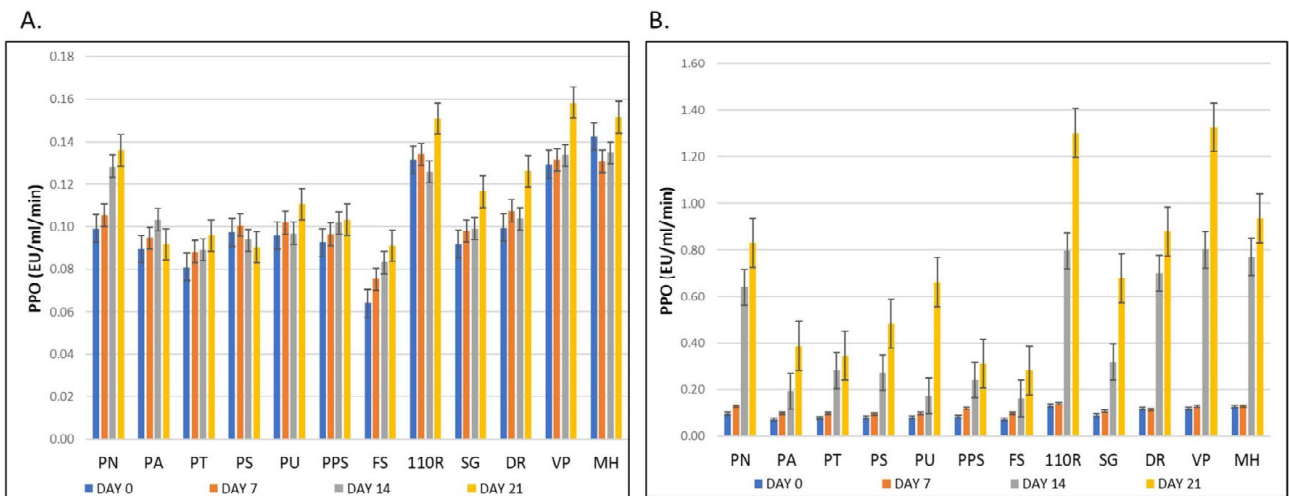 A.
B.
0.18
0.16
0.14
0.12
0.10
0.08
0.06
0.04
0.02
0.00
PPO (EU/ml/min)
PN PA PT PS PU PPS FS 110R SG DR VP MH
DAY 0 DAY 7 DAY 14 DAY 21
1.60
1.40
1.20
1.00
0.80
0.60
0.40
0.20
0.00
PPO (EU/ml/min)
PN PA PT PS PU PPS FS 110R SG DR VP MH
DAY 0 DAY 7 DAY 14 DAY 21